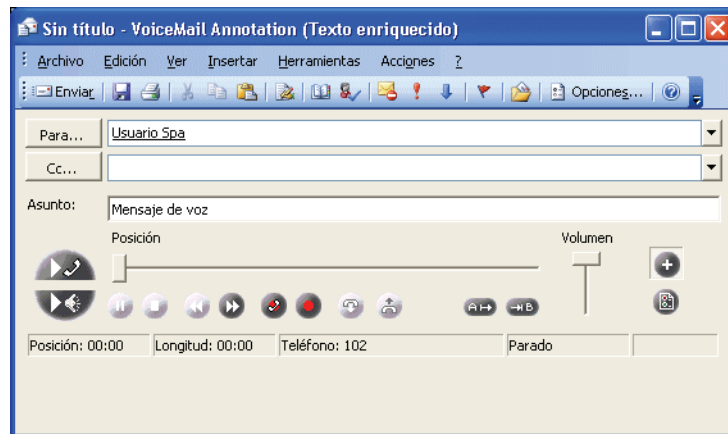 Sin título - VoiceMail Annotation (Texto enriquecido)
Archivo Edición Ver Insertar Herramientas Acciones ?
Enviar Opciones...
Para... Usuario Spa
Cc...
Asunto: Mensaje de voz
Posición Volumen
A B
Posición: 00:00 Longitud: 00:00 Teléfono: 102 Parado